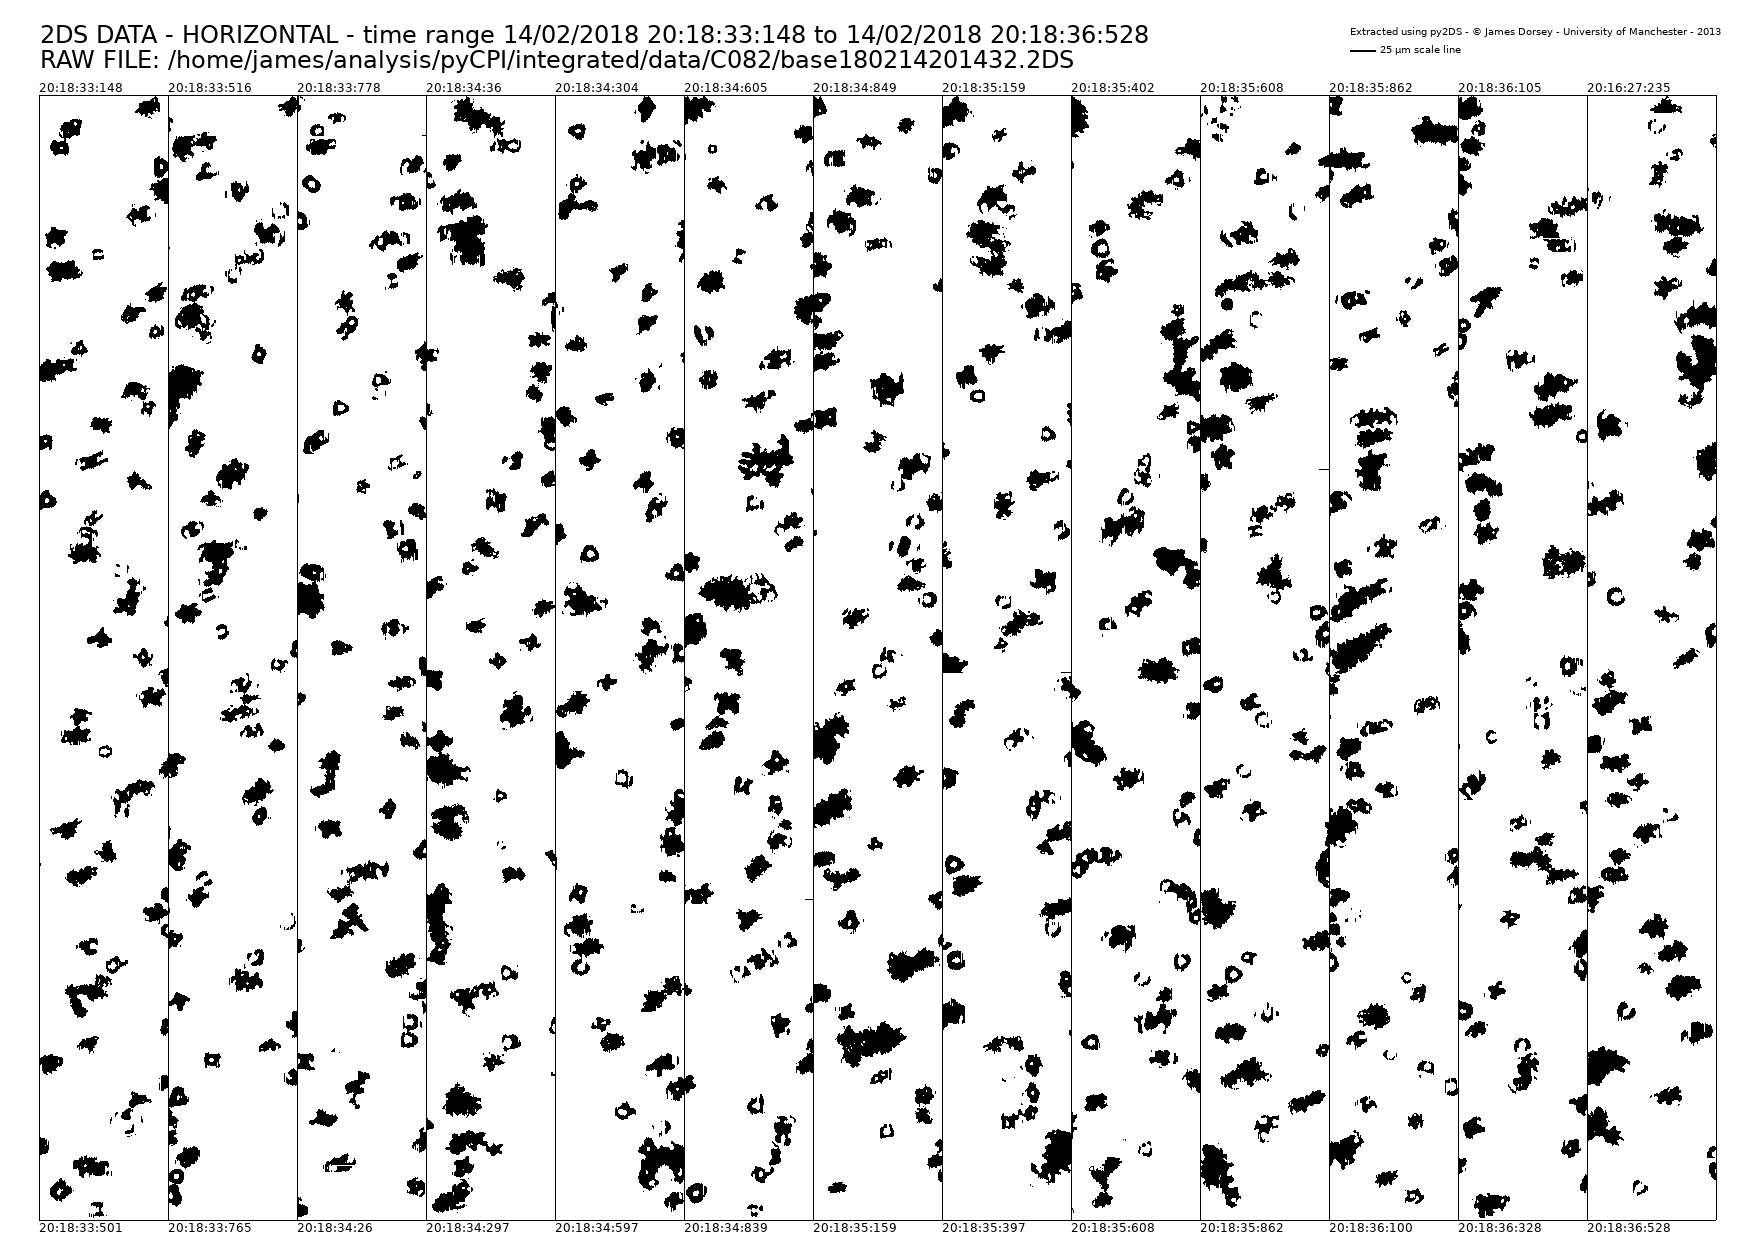 2DS DATA - HORIZONTAL - time range 14/02/2018 20:18:33:148 to 14/02/2018 20:18:36:528
RAW FILE: /home/james/analysis/pyCPI/integrated/data/C082/base180214201432.2DS
Extracted using py2DS - © James Dorsey - University of Manchester - 2013
25 µm scale line
20:18:33:148 20:18:33:516 20:18:33:778 20:18:34:36 20:18:34:304 20:18:34:605 20:18:34:849 20:18:35:159 20:18:35:402 20:18:35:608 20:18:35:862 20:18:36:105 20:16:27:235
20:18:33:501 20:18:33:765 20:18:34:26 20:18:34:297 20:18:34:597 20:18:34:839 20:18:35:159 20:18:35:397 20:18:35:608 20:18:35:862 20:18:36:100 20:18:36:328 20:18:36:528